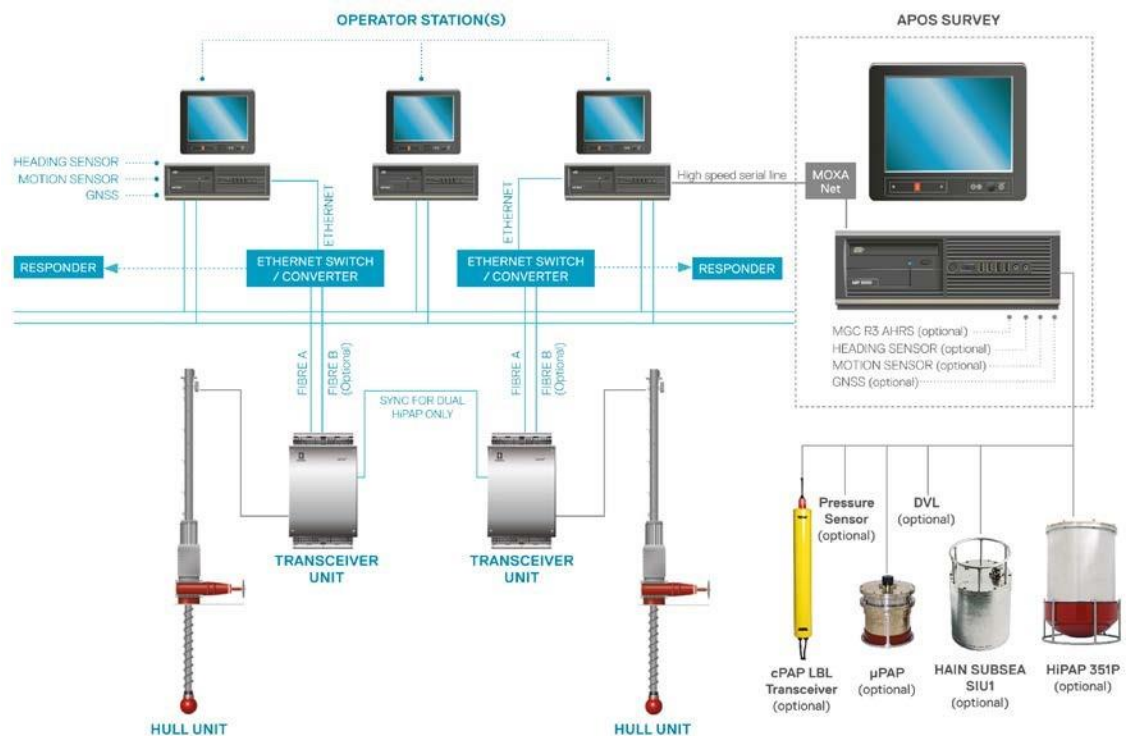 OPERATOR STATION(S)
APOS SURVEY
HEADING SENSOR
MOTION SENSOR
GNSS
ETHERNET
ETHERNET
High speed serial line
MOXA
Net
RESPONDER
ETHERNET SWITCH
/ CONVERTER
ETHERNET SWITCH
/ CONVERTER
RESPONDER
MGC R3 AHRS (optional)
HEADING SENSOR (optional)
MOTION SENSOR (optional)
GNSS (optional)
FIBRE A
FIBRE B
(Optional)
FIBRE A
FIBRE B
(Optional)
SYNC FOR DUAL
HiPAP ONLY
TRANSCEIVER
UNIT
TRANSCEIVER
UNIT
HULL UNIT
HULL UNIT
Pressure
Sensor
(optional)
DVL
(optional)
cPAP LBL
Transceiver
(optional)
µPAP
(optional)
HAIN SUBSEA
SIU1
(optional)
HiPAP 351P
(optional)